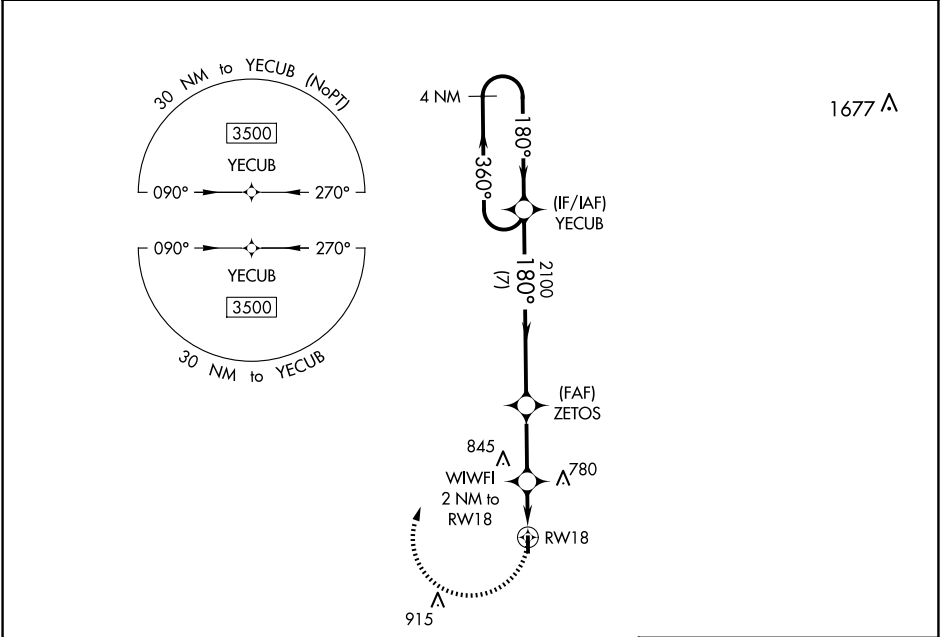 30 NM to YECUB (NoPT)
3500
YECUB
090°
270°
090°
270°
YECUB
3500
30 NM to YECUB
4 NM
180°
360°
(IF/IAF)
YECUB
2100
180°
(7)
(FAF)
ZETOS
845
WIWFI
2 NM to
RW18
780
RW18
915
1677